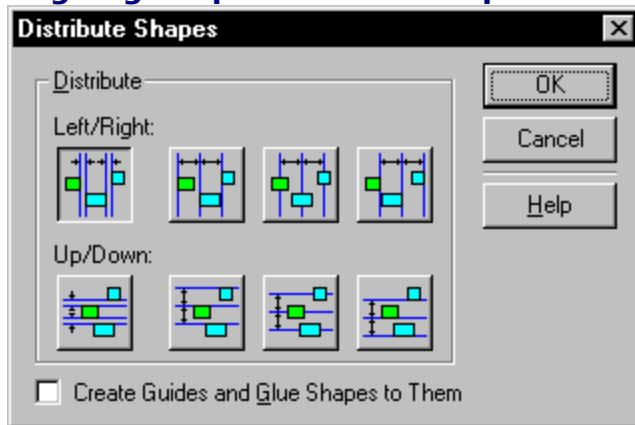 Distribute Shapes
Distribute
Left/Right:
Up/Down:
Create Guides and Glue Shapes to Them
OK
Cancel
Help